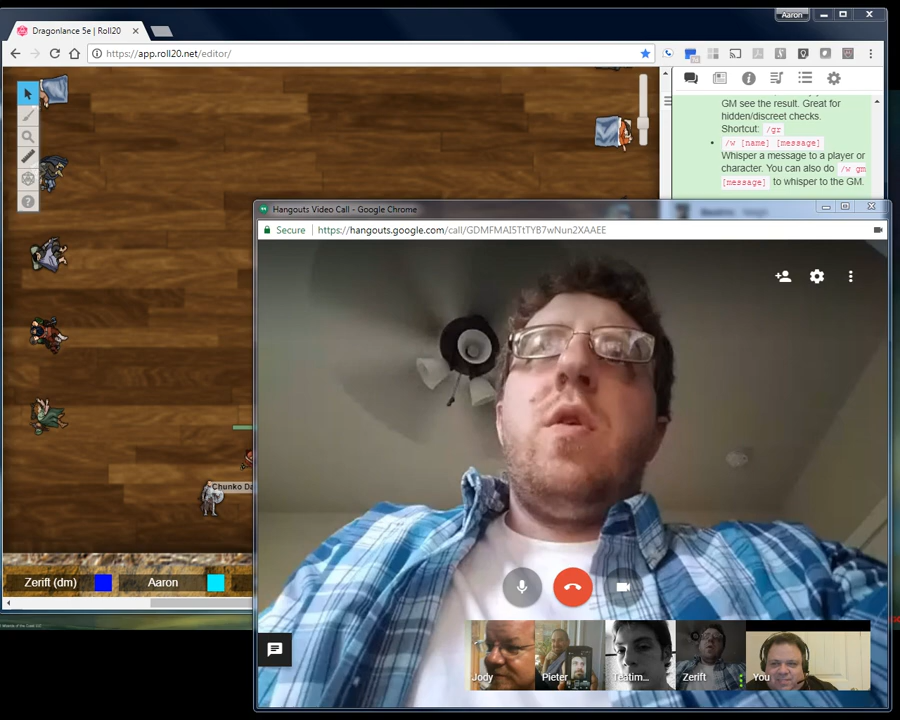 Aaron
Dragonlance 5e | Roll20
https://app.roll20.net/editor/
GM see the result. Great for
hidden/discreet checks.
Shortcut: /gr
/w [name] [message]
Whisper a message to a player or
character. You can also do /w gm
[message] to whisper to the GM.
Hangouts Video Call - Google Chrome
Secure https://hangouts.google.com/call/GDMFMAI5TtTYB7wNun2XAAEE
Chunko Da
Zerift (dm)
Aaron
Jody
Pieter
Teatim...
Zerift
You